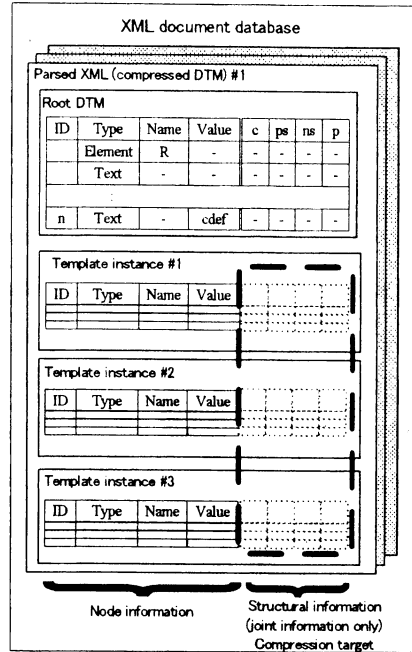 XML document database
Parsed XML (compressed DTM) #1
Root DTM
ID Type Name Value c ps ns p
Element R - - - - -
Text - - - - - -
n Text - cdef - - - -
Template instance #1
ID Type Name Value
Template instance #2
ID Type Name Value
Template instance #3
ID Type Name Value
Node information
Structural information
(joint information only)
Compression target